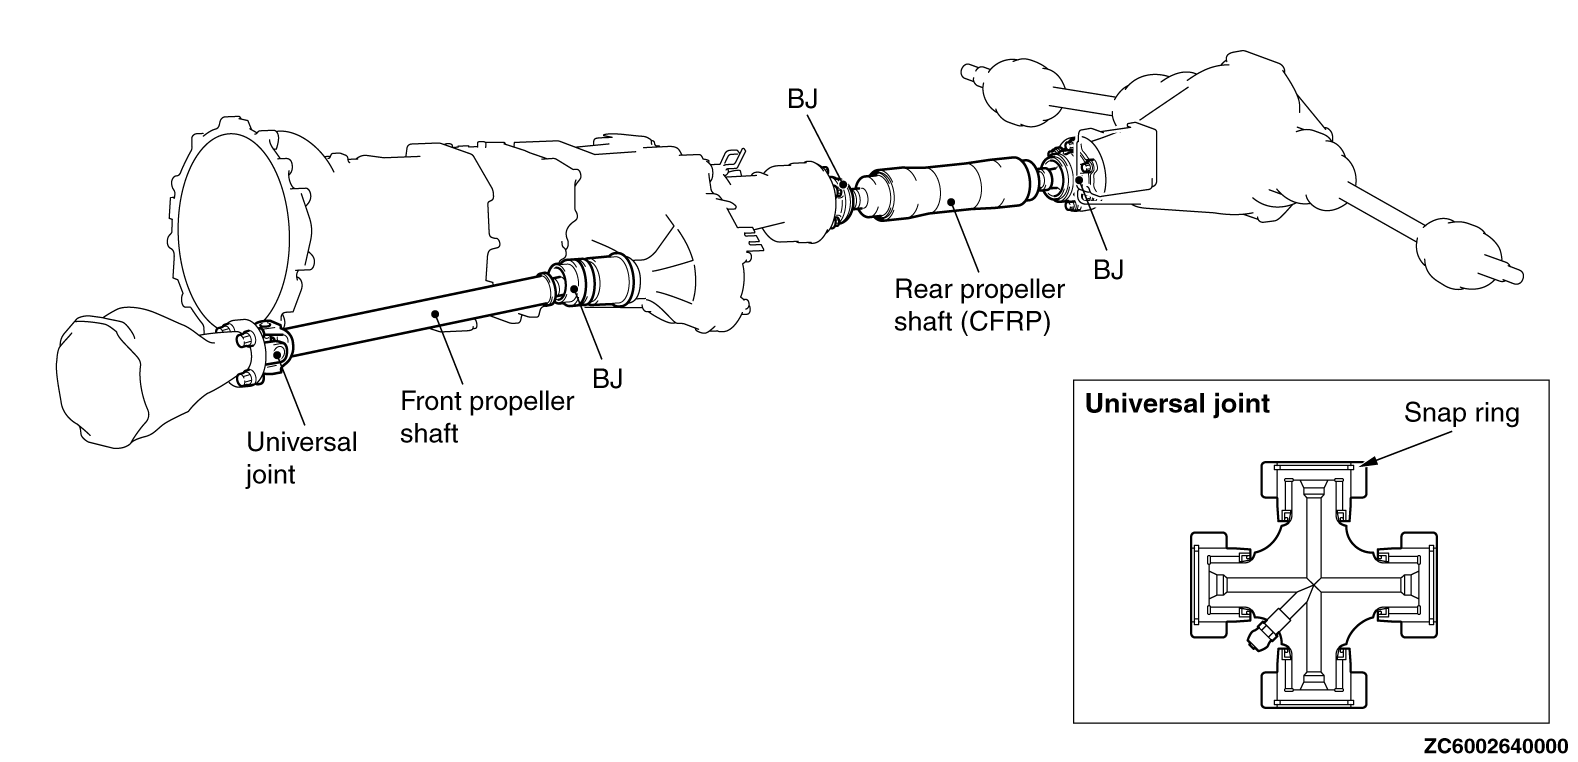 BJ
BJ
Rear propeller
shaft (CFRP)
BJ
Front propeller
shaft
Universal
joint
Universal joint
Snap ring
ZC6002640000